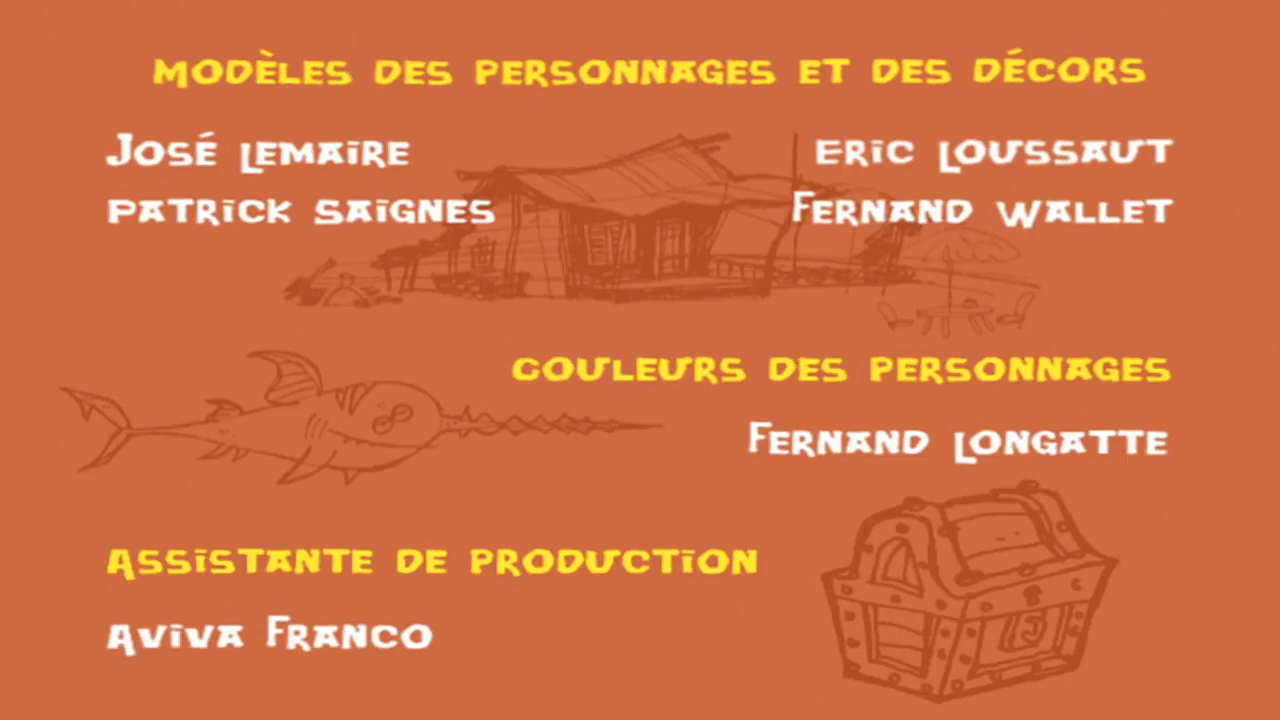 MODÈLES DES PERSONNAGES ET DES DÉCORS
JOSÉ LEMAIRE
ERIC LOUSSAUT
PATRICK SAIGNES
FERNAND WALLET
COULEURS DES PERSONNAGES
FERNAND LONGATTE
ASSISTANTE DE PRODUCTION
AVIVA FRANCO